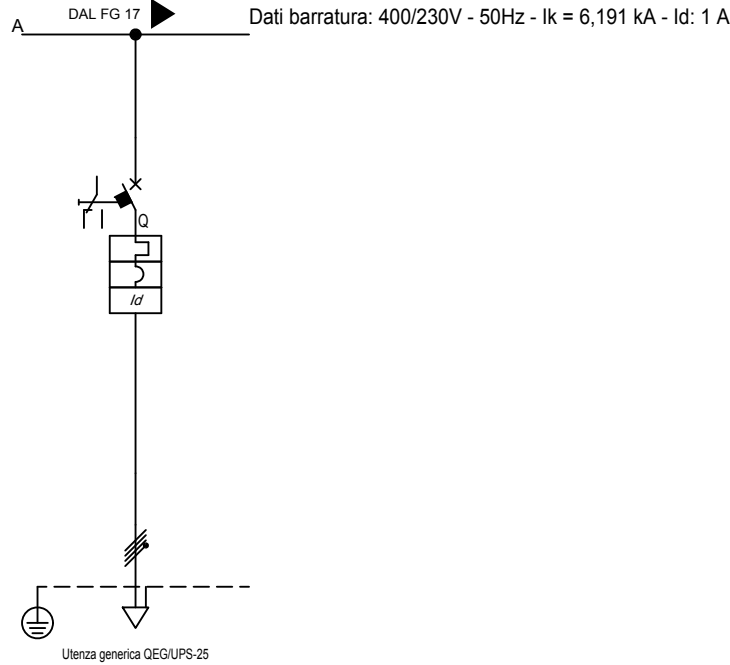 DAL FG 17
Dati barratura: 400/230V - 50Hz - Ik = 6,191 kA - Id: 1 A
A
Q
Id
Utenza generica QEG/UPS-25